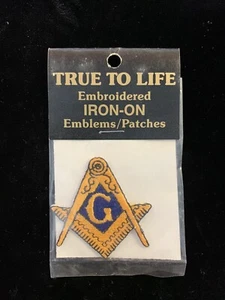 TRUE TO LIFE
Embroidered
IRON-ON
Emblems/Patches
G